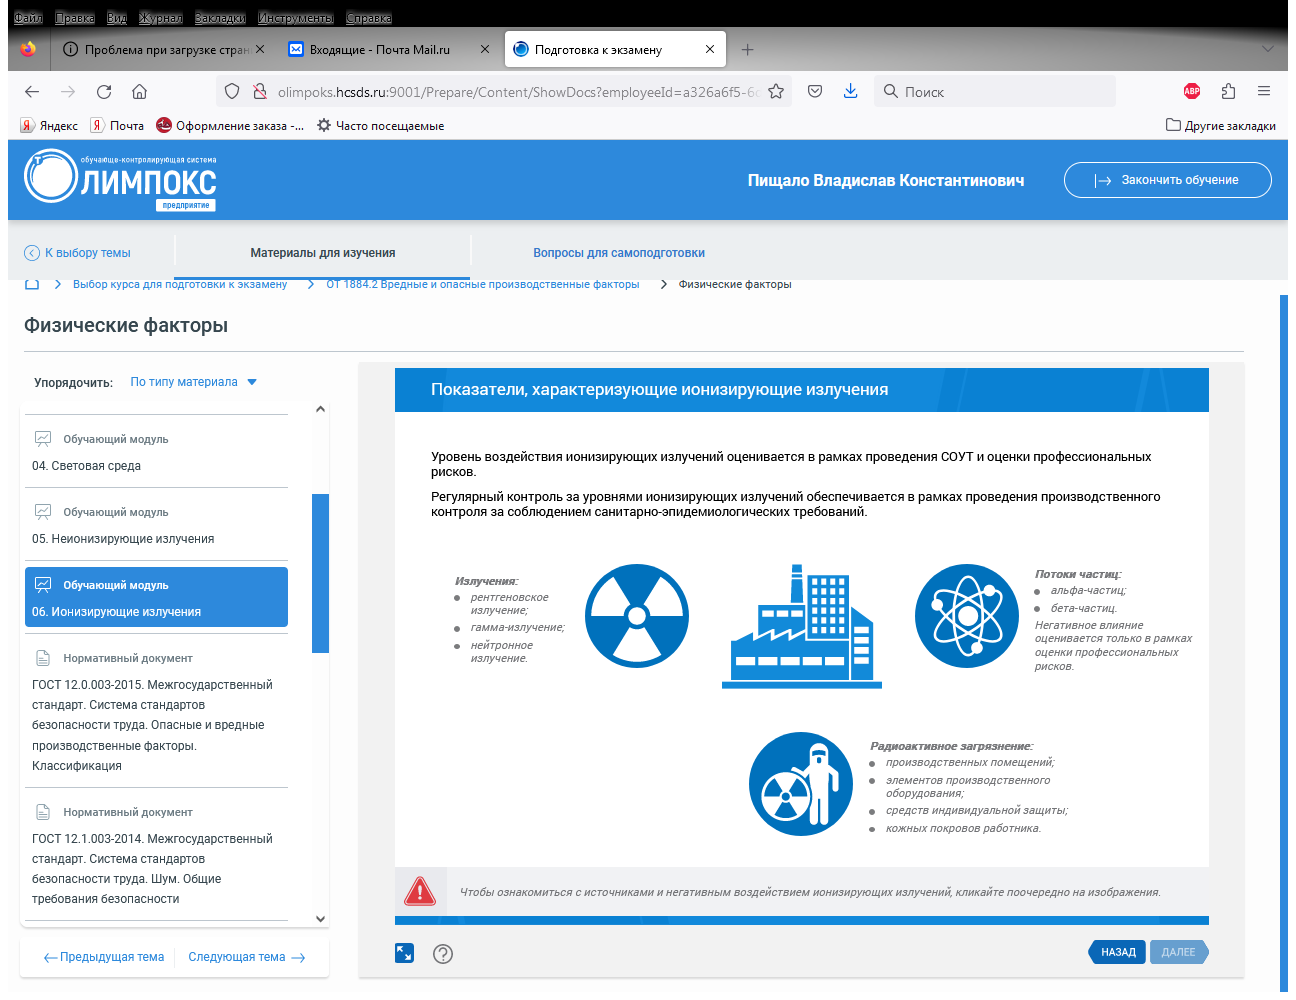 Файл Правка Вид Журнал Закладки Инструменты Справка
Проблема при загрузке стран
Входящие - Почта Mail.ru
Подготовка к экзамену
olimpoks.hcsds.ru:9001/Prepare/Content/ShowDocs?employeeId=a326a6f5-6
Поиск
ABP
Яндекс
Почта
Оформление заказа -...
Часто посещаемые
Другие закладки
обучающе-контролирующая система
ОЛИМПОКС
предприятие
Пищало Владислав Константинович
Закончить обучение
К выбору темы
Материалы для изучения
Вопросы для самоподготовки
Выбор курса для подготовки к экзамену > ОТ 1884.2 Вредные и опасные производственные факторы > Физические факторы
Физические факторы
Упорядочить: По типу материала
Обучающий модуль
04. Световая среда
Обучающий модуль
05. Неионизирующие излучения
Обучающий модуль
06. Ионизирующие излучения
Нормативный документ
ГОСТ 12.0.003-2015. Межгосударственный
стандарт. Система стандартов
безопасности труда. Опасные и вредные
производственные факторы.
Классификация
Нормативный документ
ГОСТ 12.1.003-2014. Межгосударственный
стандарт. Система стандартов
безопасности труда. Шум. Общие
требования безопасности
Предыдущая тема
Следующая тема
Показатели, характеризующие ионизирующие излучения
Уровень воздействия ионизирующих излучений оценивается в рамках проведения СОУТ и оценки профессиональных
рисков.
Регулярный контроль за уровнями ионизирующих излучений обеспечивается в рамках проведения производственного
контроля за соблюдением санитарно-эпидемиологических требований.
Излучения:
рентгеновское
излучение;
гамма-излучение;
нейтронное
излучение.
Потоки частиц:
альфа-частиц;
бета-частиц.
Негативное влияние
оценивается только в рамках
оценки профессиональных
рисков.
Радиоактивное загрязнение:
производственных помещений;
элементов производственного
оборудования;
средств индивидуальной защиты;
кожных покровов работника.
Чтобы ознакомиться с источниками и негативным воздействием ионизирующих излучений, кликайте поочередно на изображения.
НАЗАД
ДАЛЕЕ